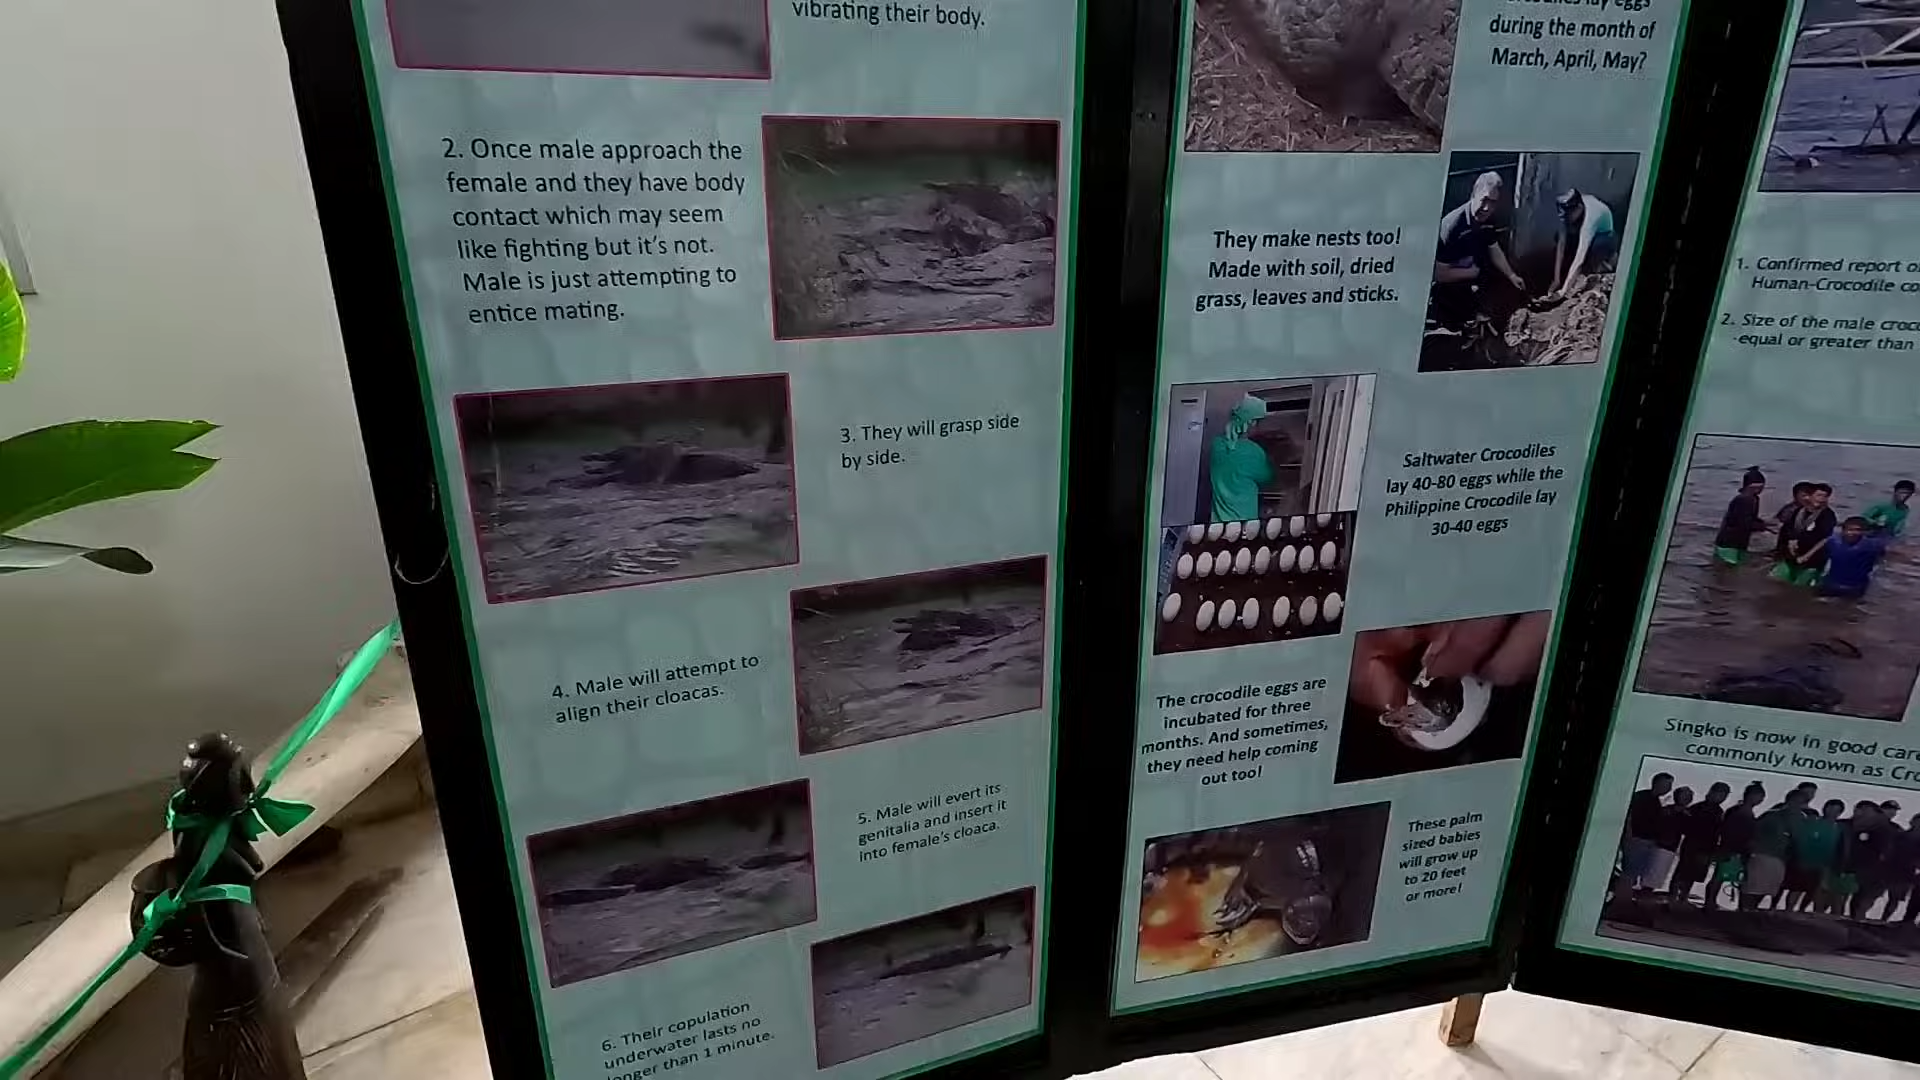 vibrating their body.
2. Once male approach the
female and they have body
contact which may seem
like fighting but it's not.
Male is just attempting to
entice mating.
3. They will grasp side
by side.
4. Male will attempt to
align their cloacas.
5. Male will evert its
genitalia and insert it
into female's cloaca.
6. Their copulation
underwater lasts no
longer than 1 minute.
lay eggs
during the month of
March, April, May?
They make nests too!
Made with soil, dried
grass, leaves and sticks.
Saltwater Crocodiles
lay 40-80 eggs while the
Philippine Crocodile lay
30-40 eggs
The crocodile eggs are
incubated for three
months. And sometimes,
they need help coming
out too!
These palm
sized babies
will grow up
to 20 feet
or more!
1. Confirmed report
Human-Crocodile
2. Size of the male
equal or greater than
Singko is now in good
commonly known as